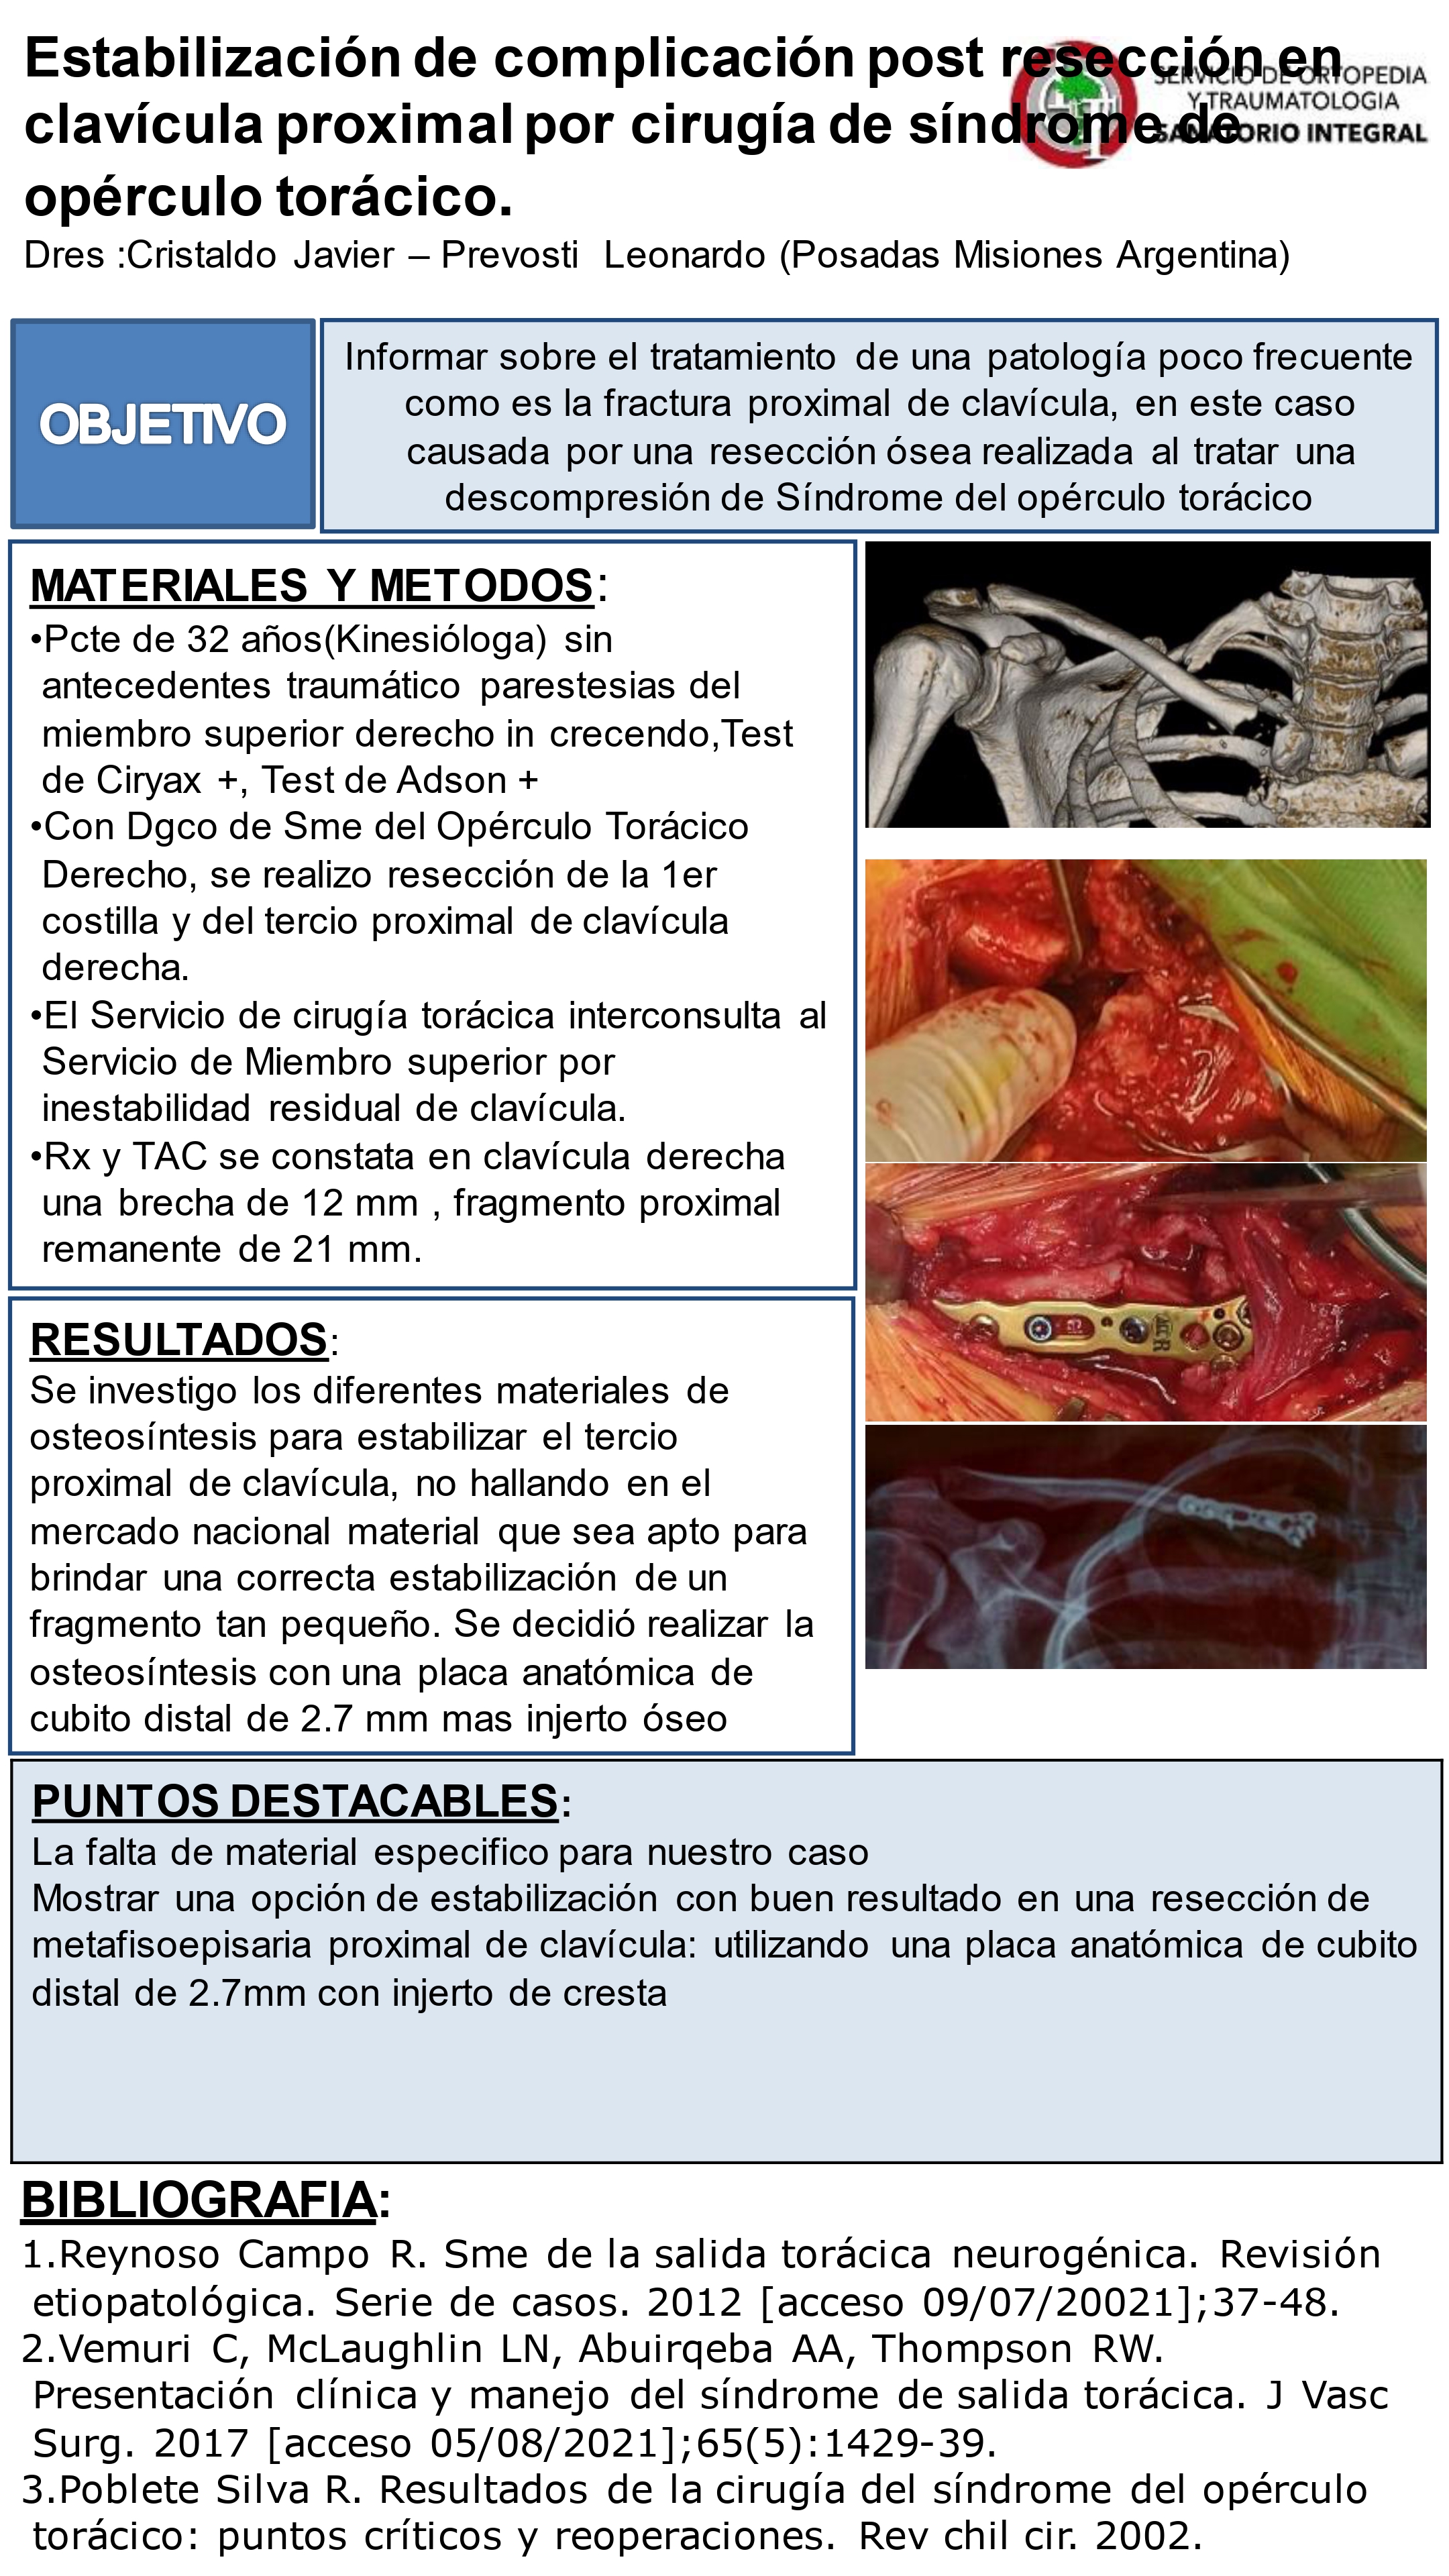 Estabilización de complicación post resección en
clavícula proximal por cirugía de síndrome de
opérculo torácico.
SERVICIO DE ORTOPEDIA
Y TRAUMATOLOGIA
SANATORIO INTEGRAL
Dres :Cristaldo Javier – Prevosti Leonardo (Posadas Misiones Argentina)
OBJETIVO
Informar sobre el tratamiento de una patología poco frecuente
como es la fractura proximal de clavícula, en este caso
causada por una resección ósea realizada al tratar una
descompresión de Síndrome del opérculo torácico
MATERIALES Y METODOS:
•Pcte de 32 años(Kinesióloga) sin
antecedentes traumático parestesias del
miembro superior derecho in crecendo,Test
de Ciryax +, Test de Adson +
•Con Dgco de Sme del Opérculo Torácico
Derecho, se realizo resección de la 1er
costilla y del tercio proximal de clavícula
derecha.
•El Servicio de cirugía torácica interconsulta al
Servicio de Miembro superior por
inestabilidad residual de clavícula.
•Rx y TAC se constata en clavícula derecha
una brecha de 12 mm , fragmento proximal
remanente de 21 mm.
RESULTADOS:
Se investigo los diferentes materiales de
osteosíntesis para estabilizar el tercio
proximal de clavícula, no hallando en el
mercado nacional material que sea apto para
brindar una correcta estabilización de un
fragmento tan pequeño. Se decidió realizar la
osteosíntesis con una placa anatómica de
cubito distal de 2.7 mm mas injerto óseo
PUNTOS DESTACABLES:
La falta de material especifico para nuestro caso
Mostrar una opción de estabilización con buen resultado en una resección de
metafisoepisaria proximal de clavícula: utilizando una placa anatómica de cubito
distal de 2.7mm con injerto de cresta
BIBLIOGRAFIA:
1.Reynoso Campo R. Sme de la salida torácica neurogénica. Revisión
etiopatológica. Serie de casos. 2012 [acceso 09/07/20021];37-48.
2.Vemuri C, McLaughlin LN, Abuirqeba AA, Thompson RW.
Presentación clínica y manejo del síndrome de salida torácica. J Vasc
Surg. 2017 [acceso 05/08/2021];65(5):1429-39.
3.Poblete Silva R. Resultados de la cirugía del síndrome del opérculo
torácico: puntos críticos y reoperaciones. Rev chil cir. 2002.